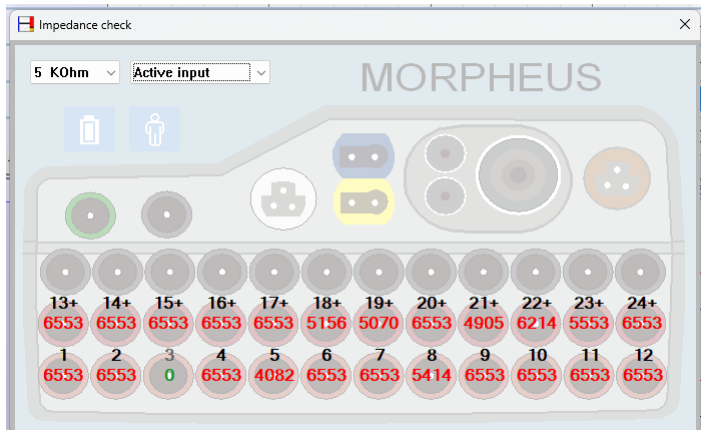 Impedance check
5 KOhm Active input
MORPHEUS
13+ 14+ 15+ 16+ 17+ 18+ 19+ 20+ 21+ 22+ 23+ 24+
6553 6553 6553 6553 6553 5156 5070 6553 4905 6214 5553 6553
1 2 3 4 5 6 7 8 9 10 11 12
6553 6553 0 6553 4082 6553 6553 5414 6553 6553 6553 6553